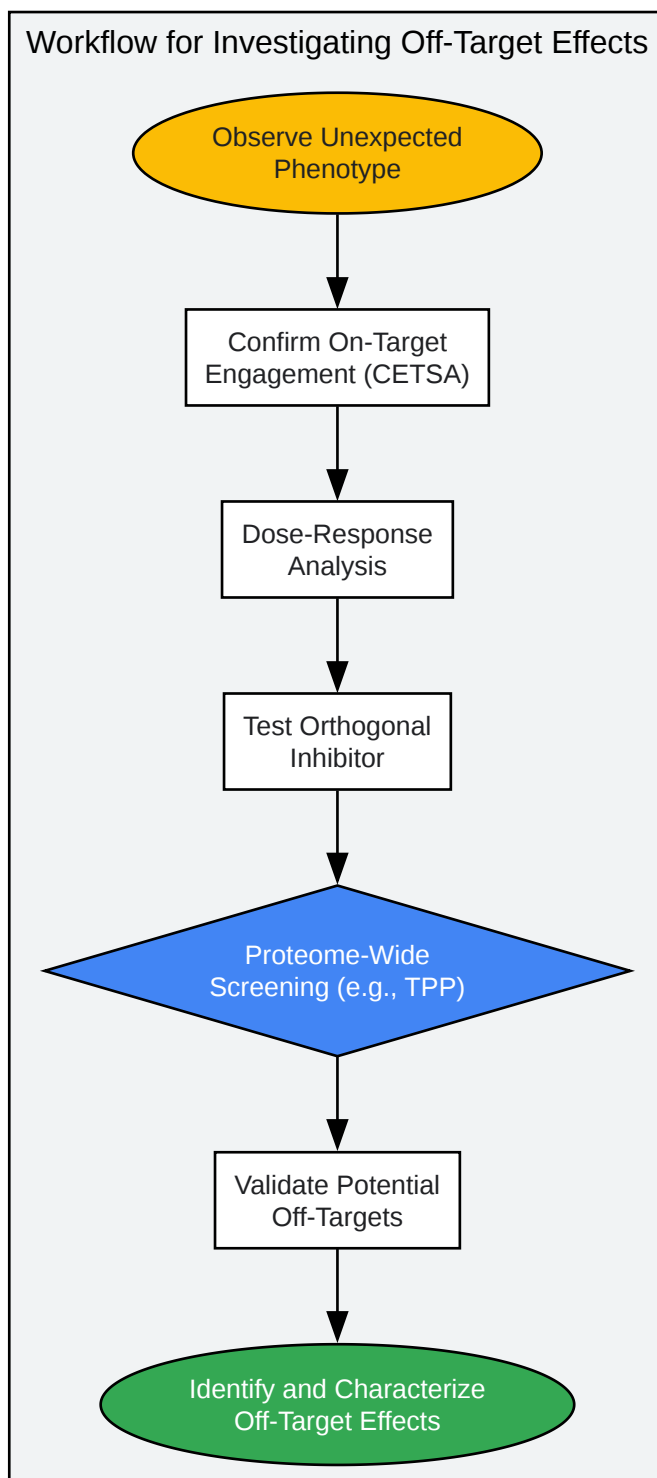 Workflow for Investigating Off-Target Effects
Observe Unexpected
Phenotype
Confirm On-Target
Engagement (CETSA)
Dose-Response
Analysis
Test Orthogonal
Inhibitor
Proteome-Wide
Screening (e.g., TPP)
Validate Potential
Off-Targets
Identify and Characterize
Off-Target Effects